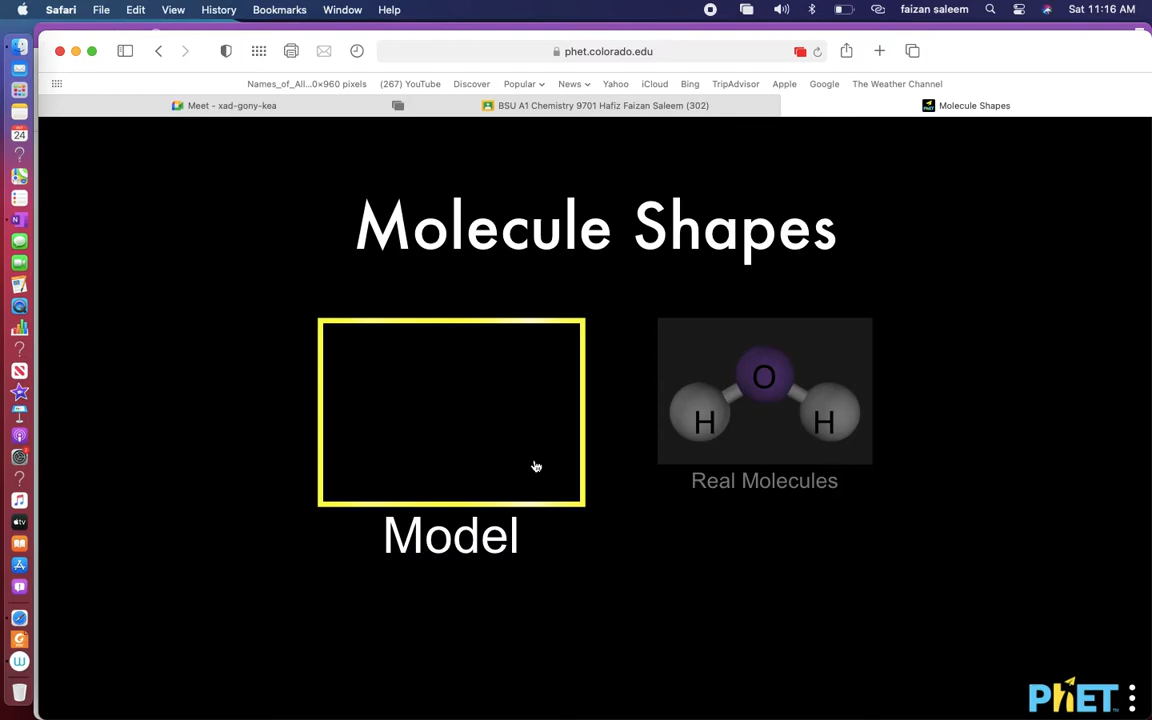 Safari File Edit View History Bookmarks Window Help faizan saleem Sat 11:16 AM
phet.colorado.edu
Names_of_All...0×960 pixels (267) YouTube Discover Popular News Yahoo iCloud Bing TripAdvisor Apple Google The Weather Channel
Meet - xad-gony-kea BSU A1 Chemistry 9701 Hafiz Faizan Saleem (302) Molecule Shapes
Molecule Shapes
O
H H
Real Molecules
Model
PhET